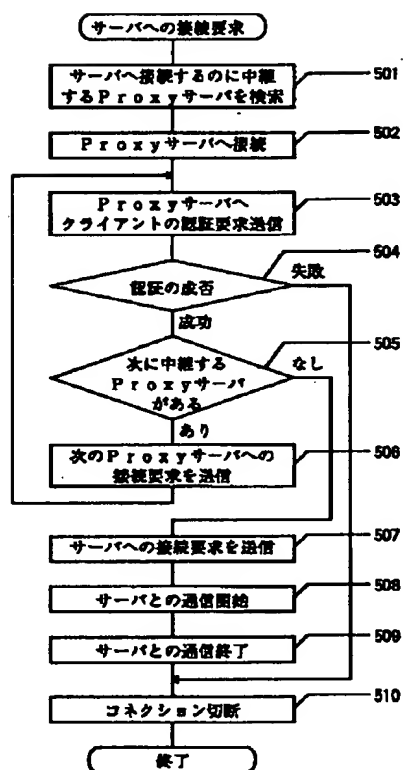 サーバへの接続要求
サーバへ接続するのに中継
するProxyサーバを検索
501
Proxyサーバへ接続
502
Proxyサーバへ
クライアントの認証要求送信
503
504
認証の成否
失敗
成功
505
次に中継する
Proxyサーバ
がある
なし
あり
次のProxyサーバへの
接続要求を送信
506
サーバへの接続要求を送信
507
サーバとの通信開始
508
サーバとの通信終了
509
コネクション切断
510
終了